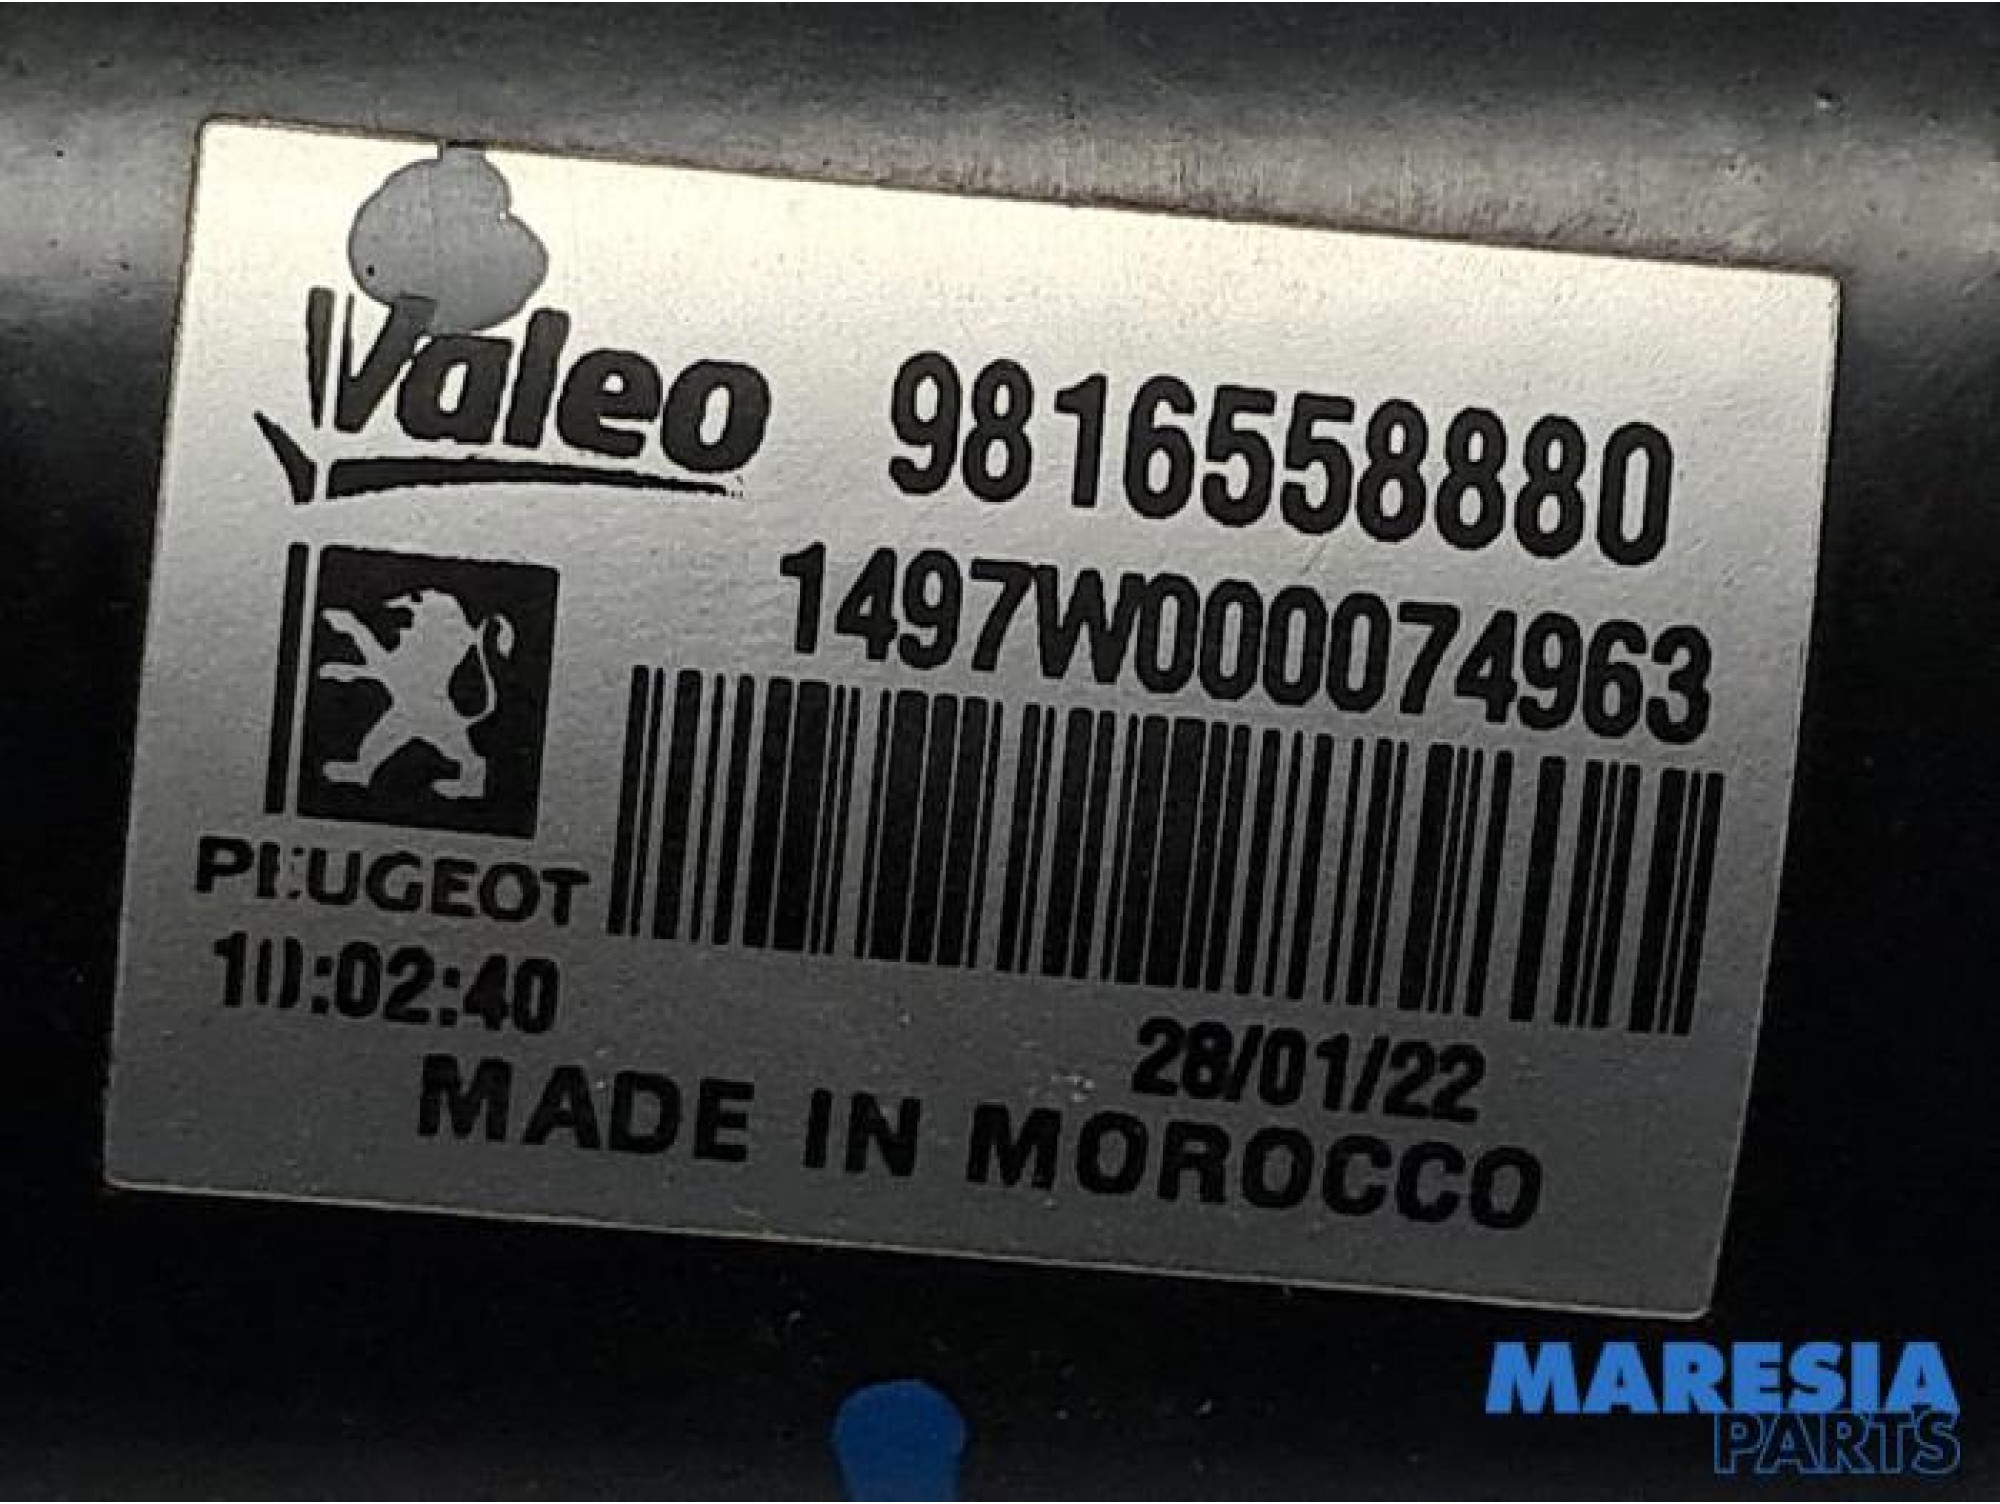 Valeo 9816558880
1497W000074963
PEUGEOT
10:02:40
28/01/22
MADE IN MOROCCO
MARESIA
PARTS